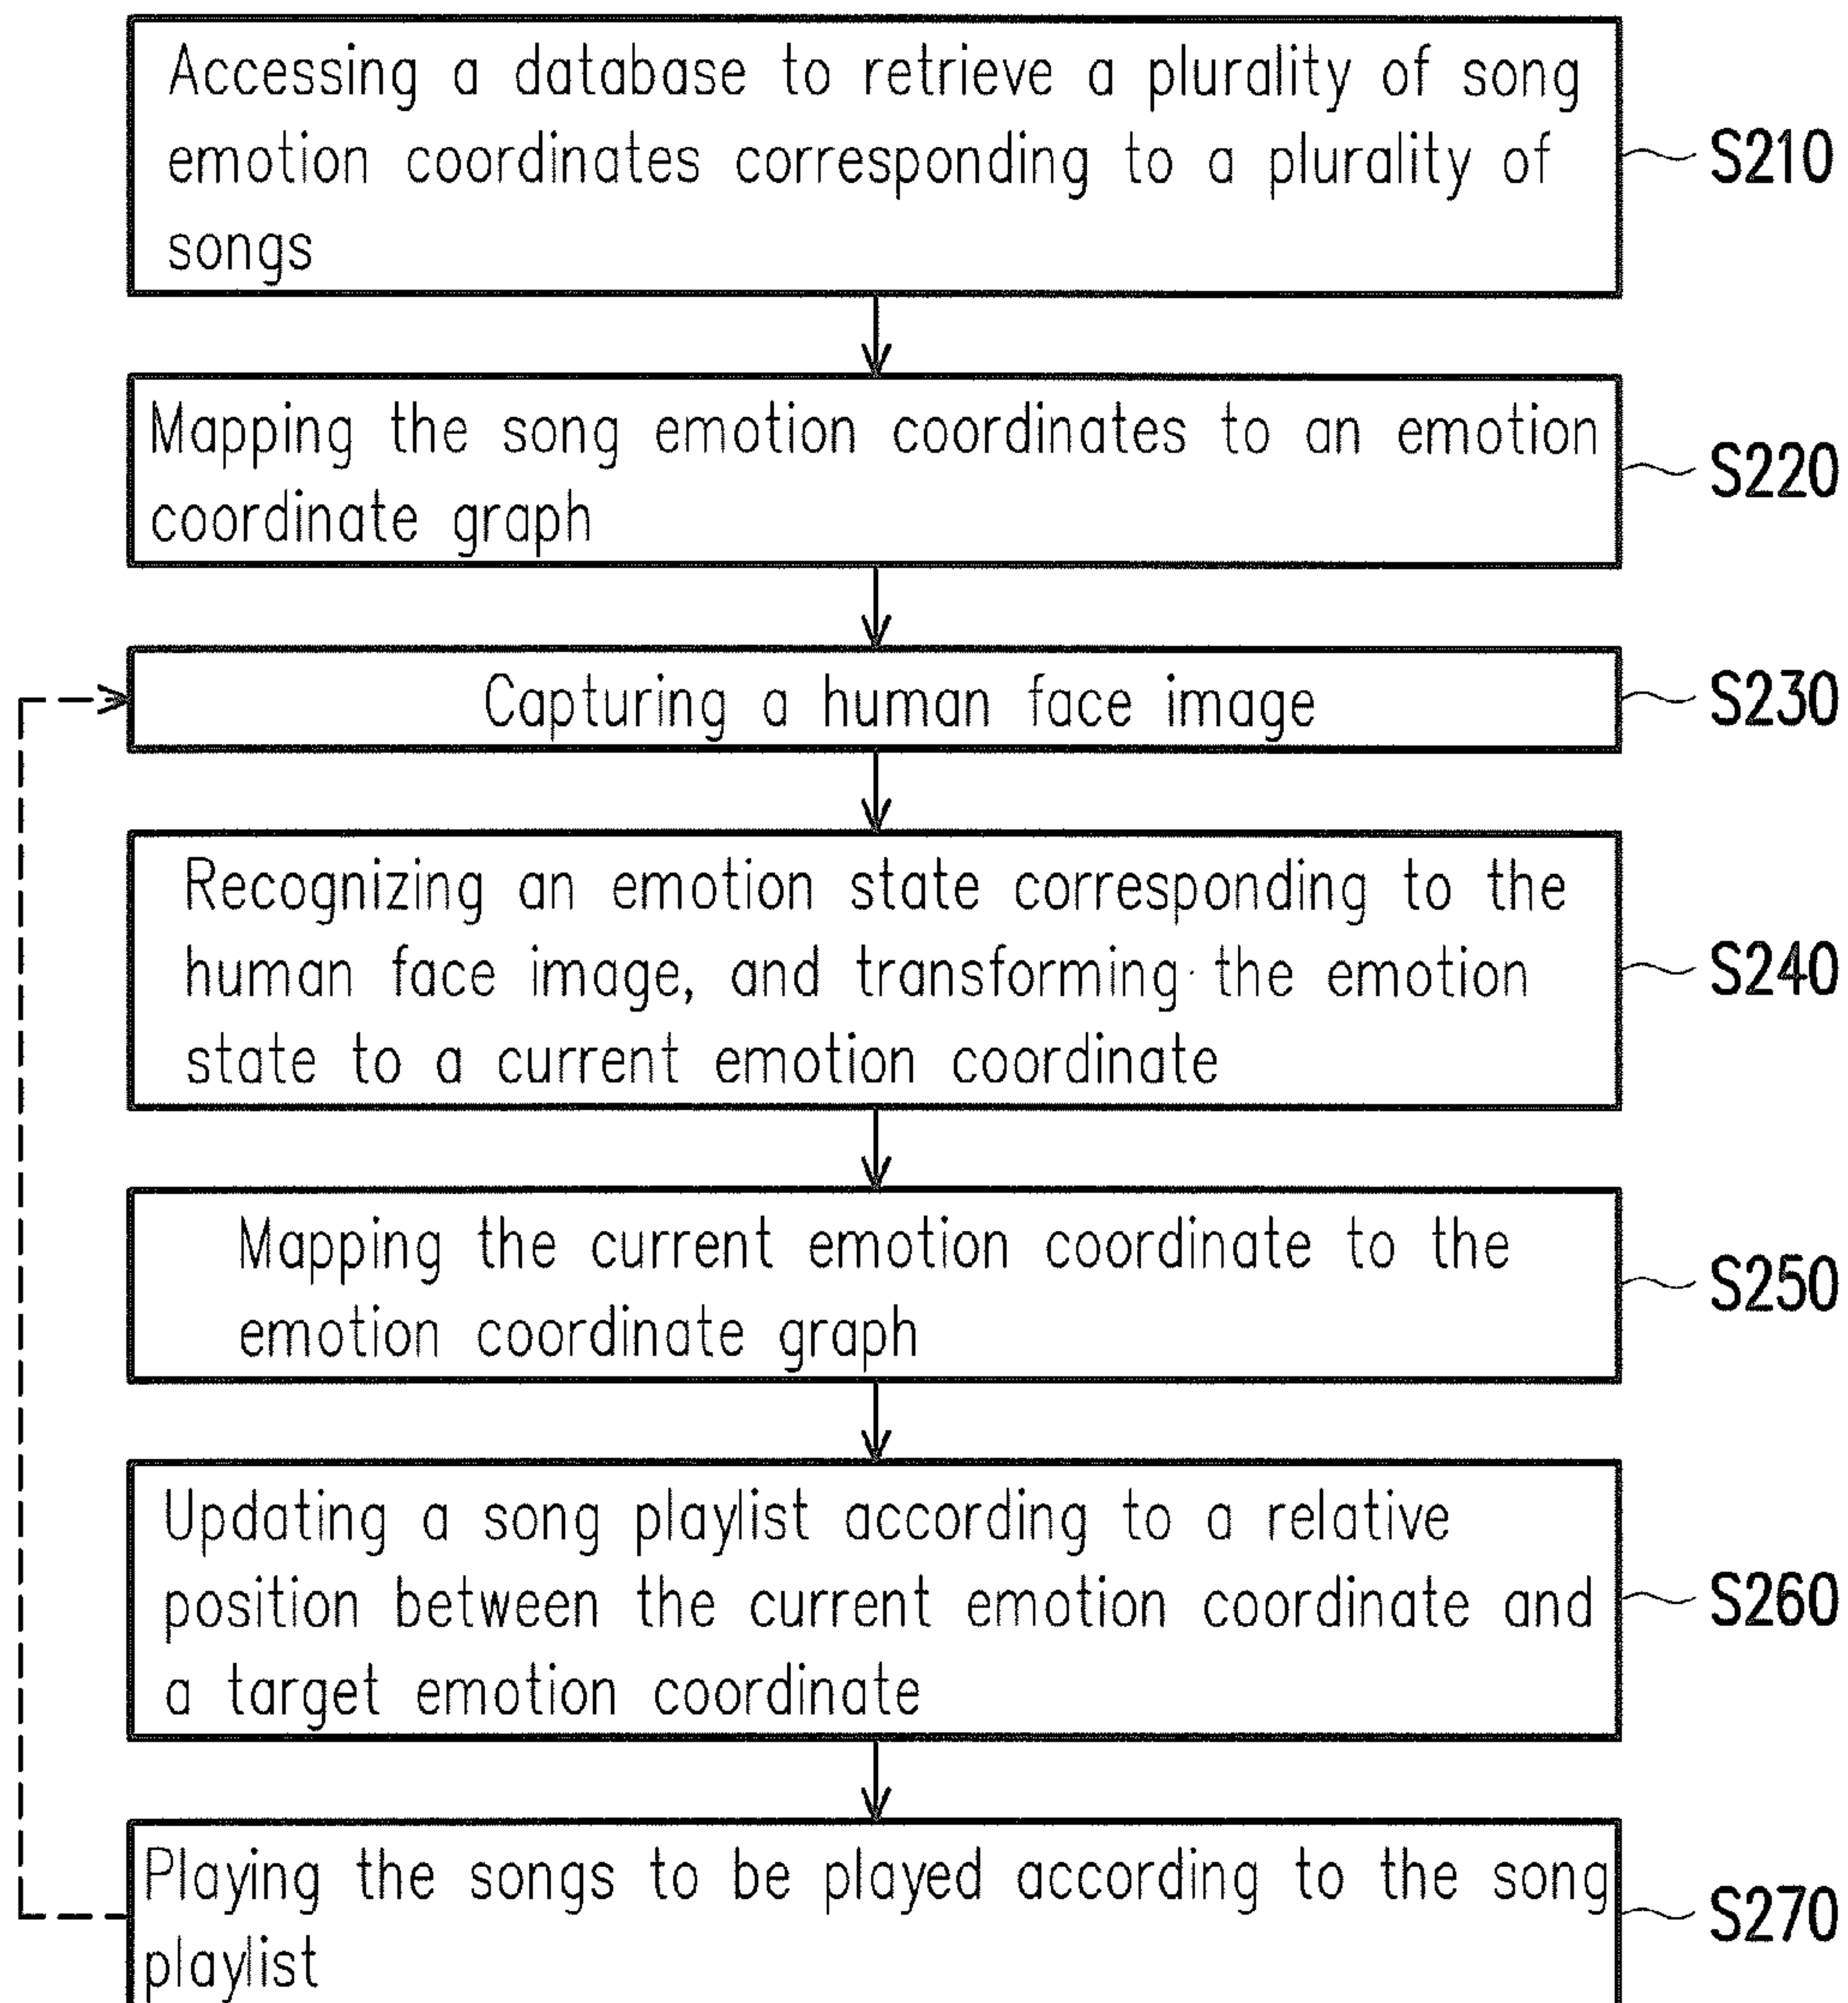 Accessing a database to retrieve a plurality of song
emotion coordinates corresponding to a plurality of
songs
S210
Mapping the song emotion coordinates to an emotion
coordinate graph
S220
Capturing a human face image
S230
Recognizing an emotion state corresponding to the
human face image, and transforming the emotion
state to a current emotion coordinate
S240
Mapping the current emotion coordinate to the
emotion coordinate graph
S250
Updating a song playlist according to a relative
position between the current emotion coordinate and
a target emotion coordinate
S260
Playing the songs to be played according to the song
playlist
S270